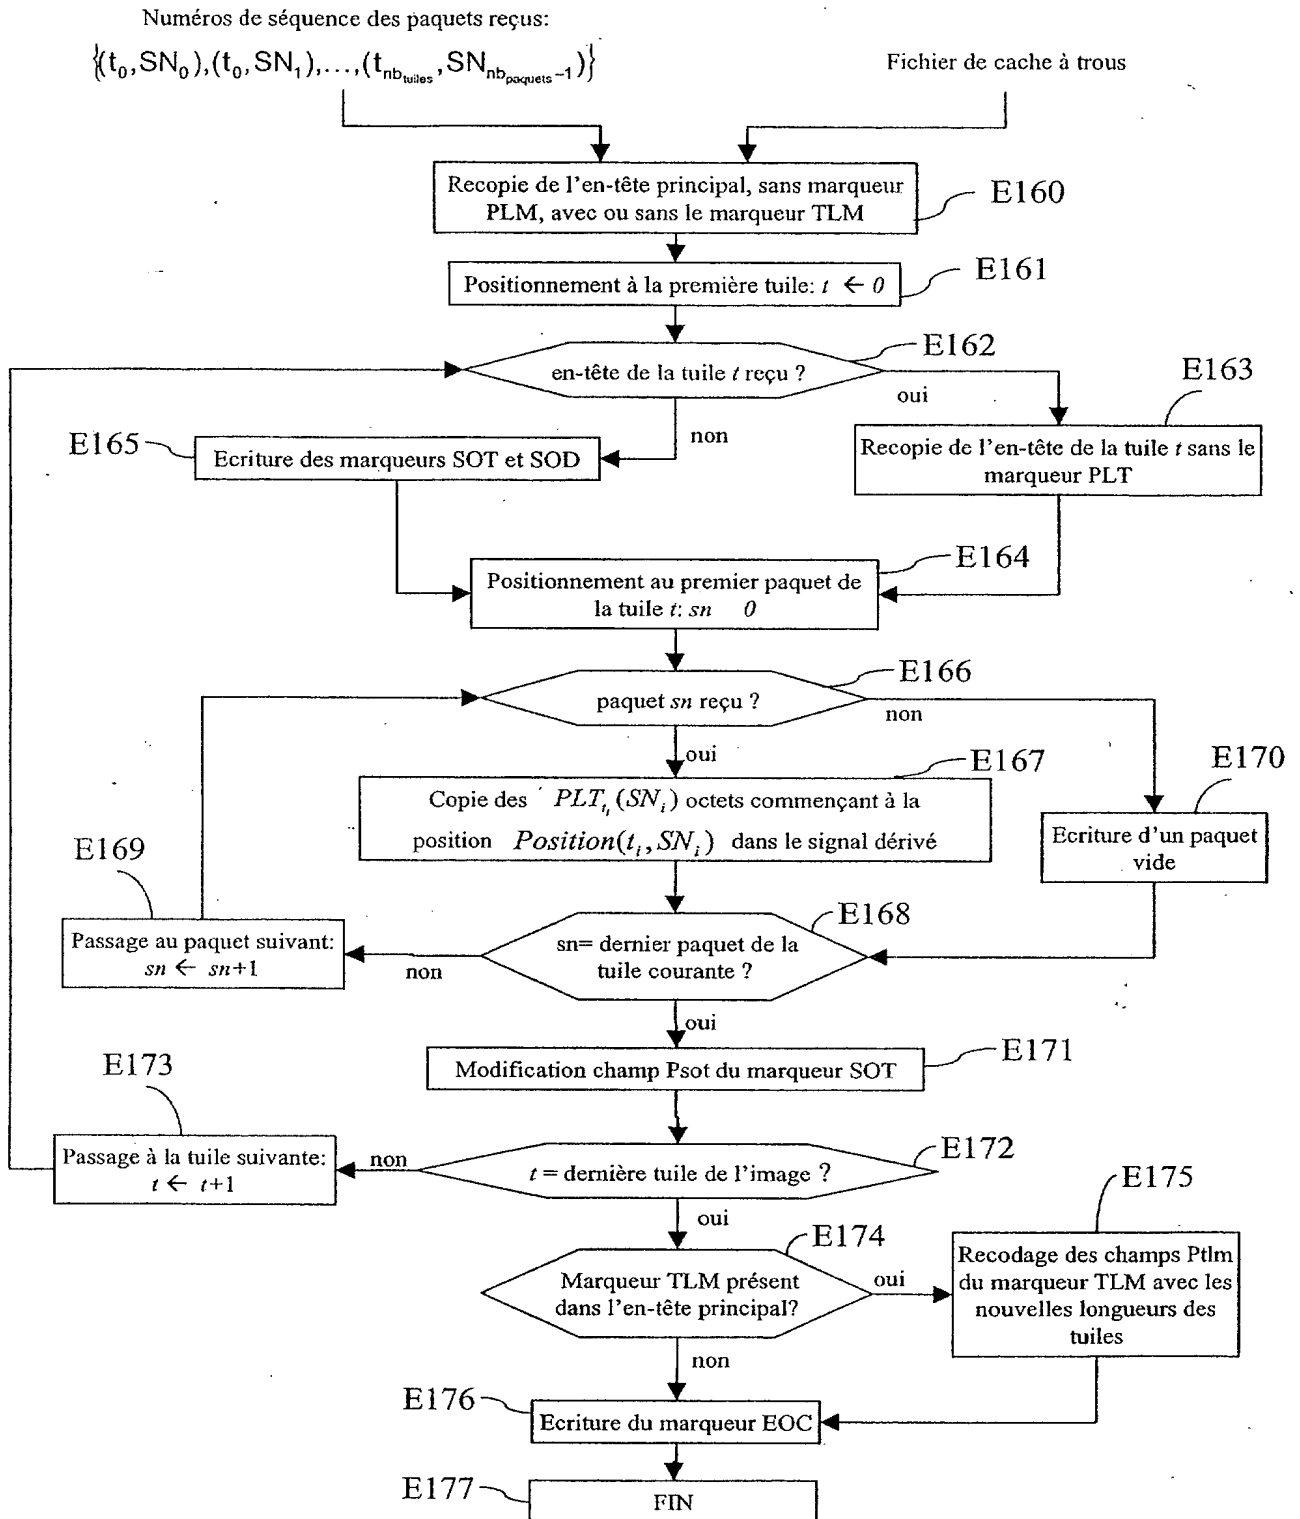 Numéros de séquence des paquets reçus:
{(t₀,SN₀),(t₀,SN₁),...,(t_nb_tuiles,SN_nb_paquets−1)}
Fichier de cache à trous
Recopie de l'en-tête principal, sans marqueur
PLM, avec ou sans le marqueur TLM
E160
Positionnement à la première tuile: t ← 0
E161
en-tête de la tuile t reçu ?
E162
oui
non
E163
Recopie de l'en-tête de la tuile t sans le
marqueur PLT
E165
Ecriture des marqueurs SOT et SOD
E164
Positionnement au premier paquet de
la tuile t: sn 0
E166
paquet sn reçu ?
non
oui
E167
Copie des PLT_t_i(SN_i) octets commençant à la
position Position(t_i,SN_i) dans le signal dérivé
E170
Ecriture d'un paquet
vide
E169
Passage au paquet suivant:
sn ← sn+1
non
E168
sn= dernier paquet de la
tuile courante ?
oui
E171
Modification champ Psot du marqueur SOT
E173
Passage à la tuile suivante:
t ← t+1
non
E172
t = dernière tuile de l'image ?
oui
E174
Marqueur TLM présent
dans l'en-tête principal?
oui
E175
Recodage des champs Ptlm
du marqueur TLM avec les
nouvelles longueurs des
tuiles
non
E176
Ecriture du marqueur EOC
E177
FIN